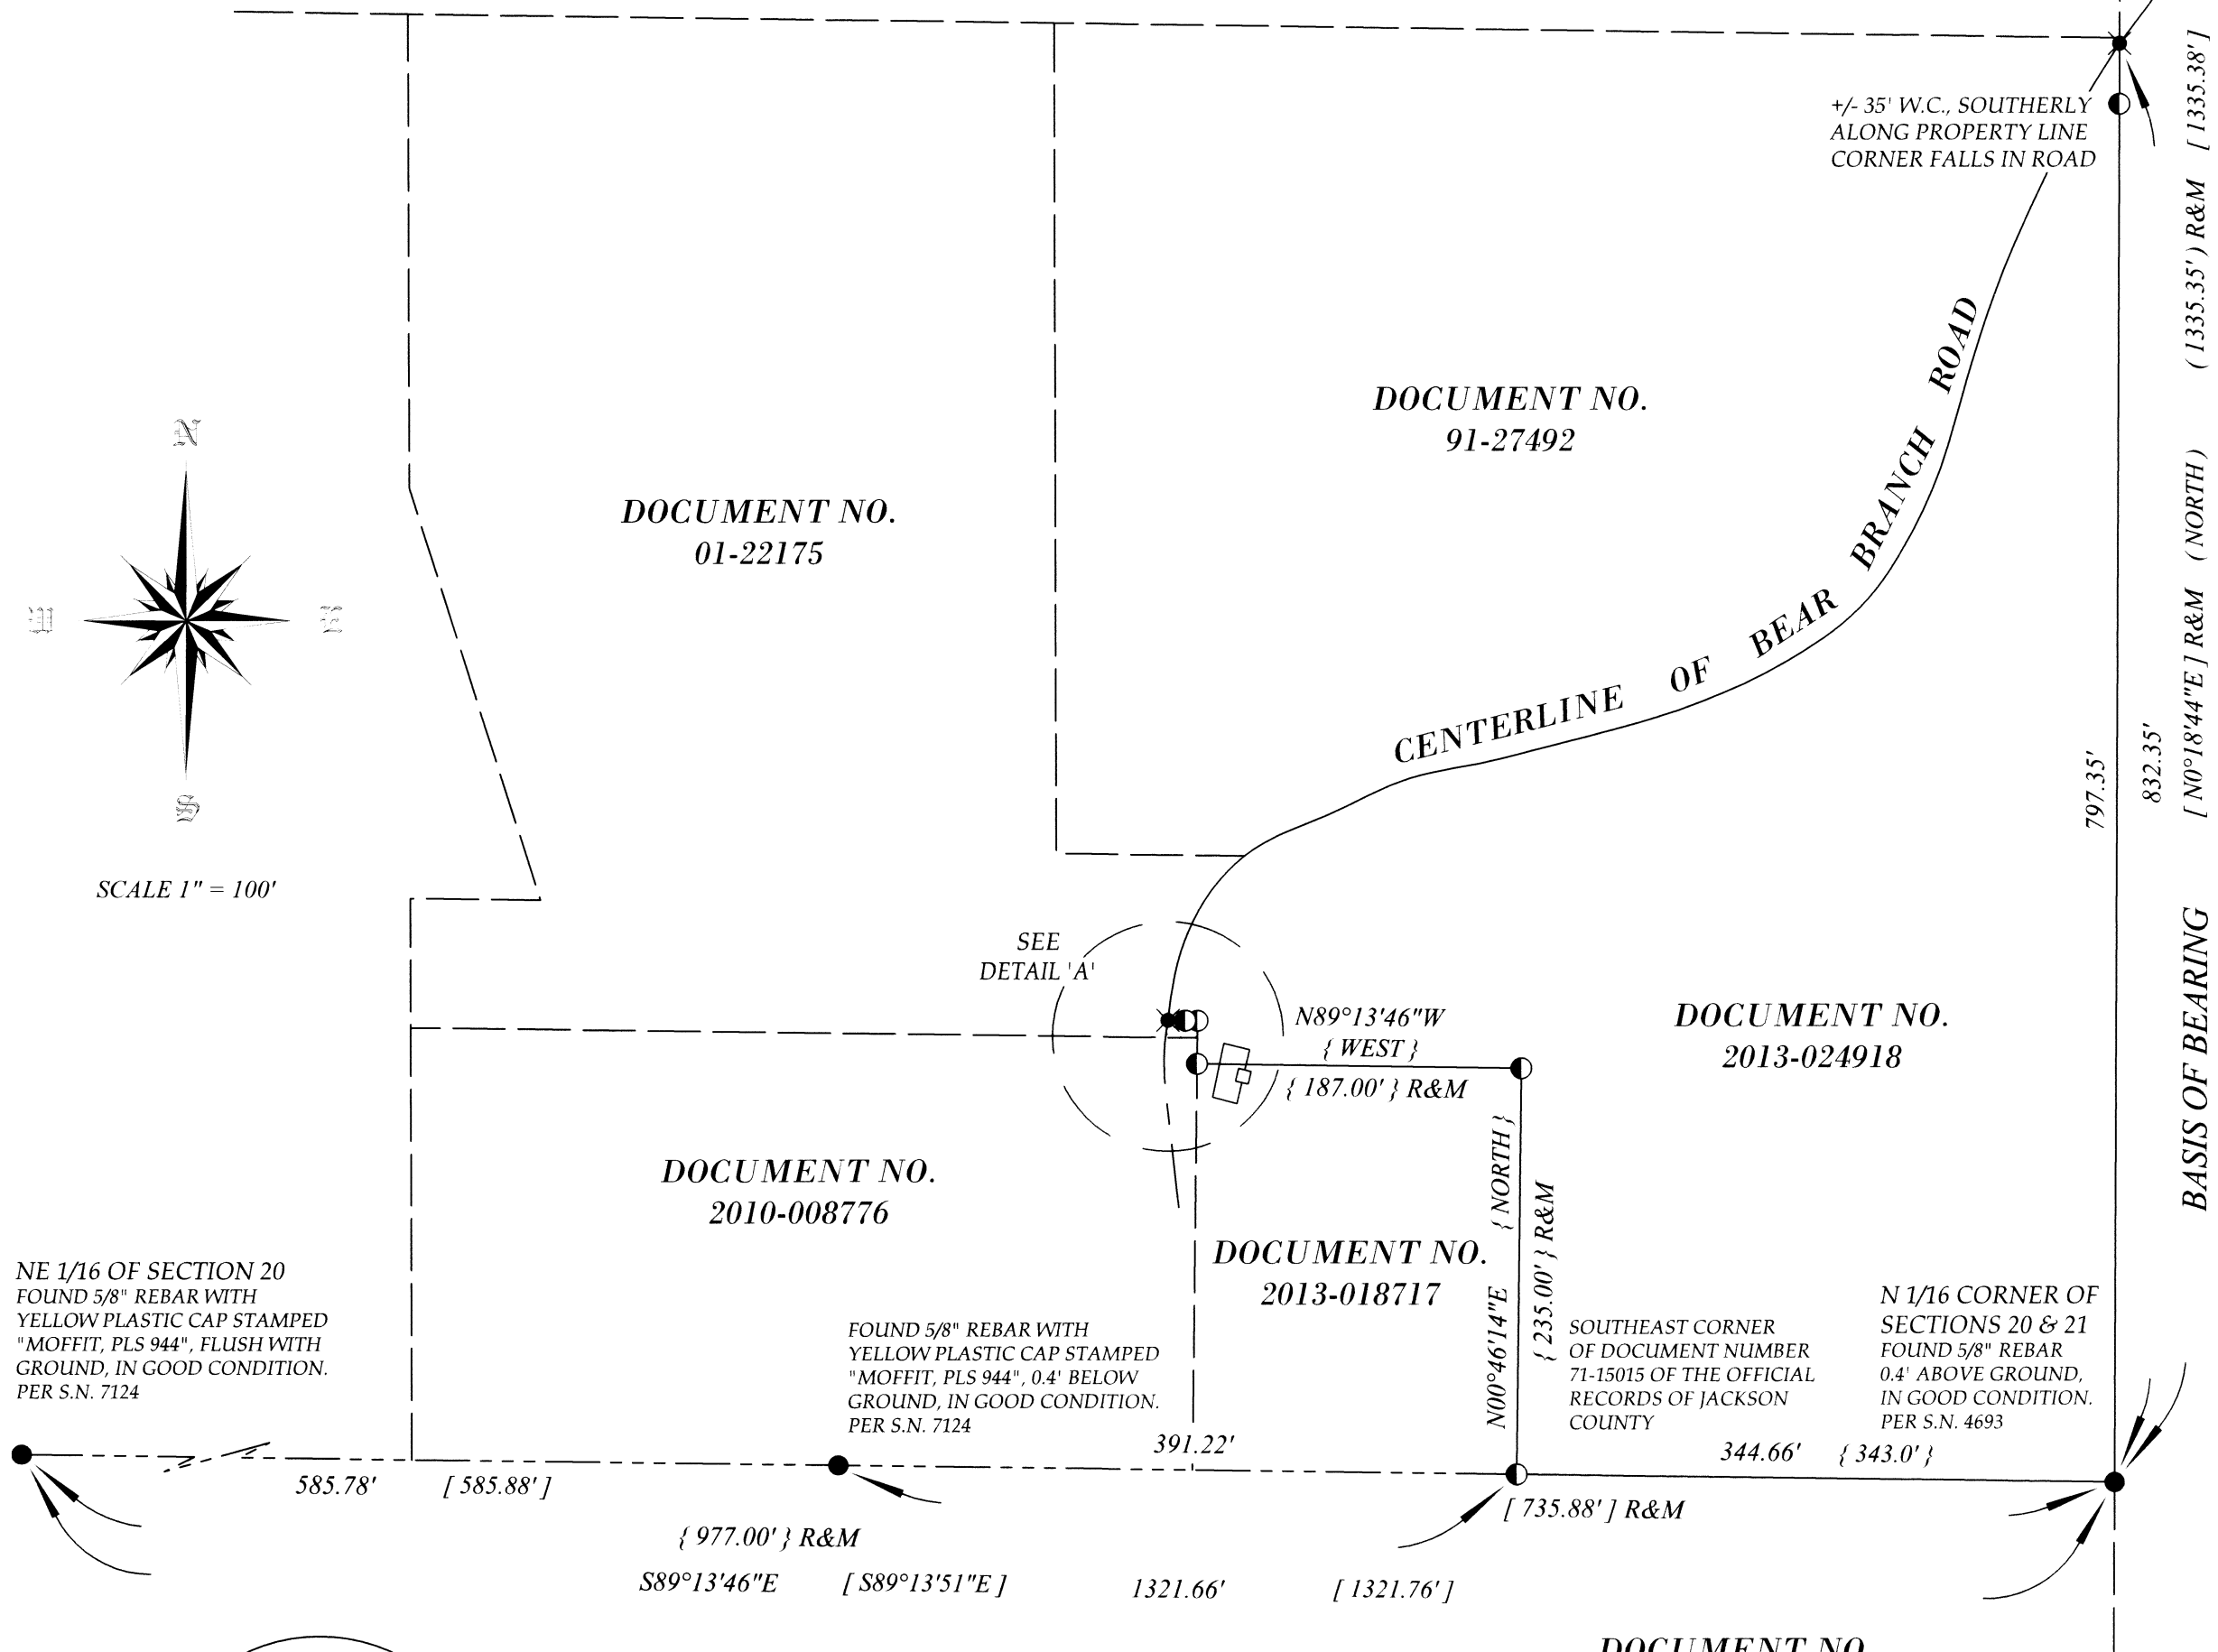 +/- 35' W.C., SOUTHERLY
ALONG PROPERTY LINE
CORNER FALLS IN ROAD
[ 1335.38' ]
( 1335.35' ) R&M
(NORTH)
[ N0°18'44"E ] R&M
BASIS OF BEARING
797.35'
832.35'
DOCUMENT NO.
91-27492
DOCUMENT NO.
01-22175
CENTERLINE OF BEAR BRANCH ROAD
N
W
E
S
SCALE 1" = 100'
SEE
DETAIL 'A'
N89°13'46"W
{ WEST }
{ 187.00' } R&M
DOCUMENT NO.
2013-024918
DOCUMENT NO.
2010-008776
{ NORTH }
N00°46'14"E
{ 235.00' } R&M
DOCUMENT NO.
2013-018717
NE 1/16 OF SECTION 20
FOUND 5/8" REBAR WITH
YELLOW PLASTIC CAP STAMPED
"MOFFIT, PLS 944", FLUSH WITH
GROUND, IN GOOD CONDITION.
PER S.N. 7124
FOUND 5/8" REBAR WITH
YELLOW PLASTIC CAP STAMPED
"MOFFIT, PLS 944", 0.4' BELOW
GROUND, IN GOOD CONDITION.
PER S.N. 7124
SOUTHEAST CORNER
OF DOCUMENT NUMBER
71-15015 OF THE OFFICIAL
RECORDS OF JACKSON
COUNTY
N 1/16 CORNER OF
SECTIONS 20 & 21
FOUND 5/8" REBAR
0.4' ABOVE GROUND,
IN GOOD CONDITION.
PER S.N. 4693
391.22'
344.66' { 343.0' }
585.78' [ 585.88' ]
[ 735.88' ] R&M
{ 977.00' } R&M
S89°13'46"E [ S89°13'51"E ] 1321.66' [ 1321.76' ]
DOCUMENT NO.